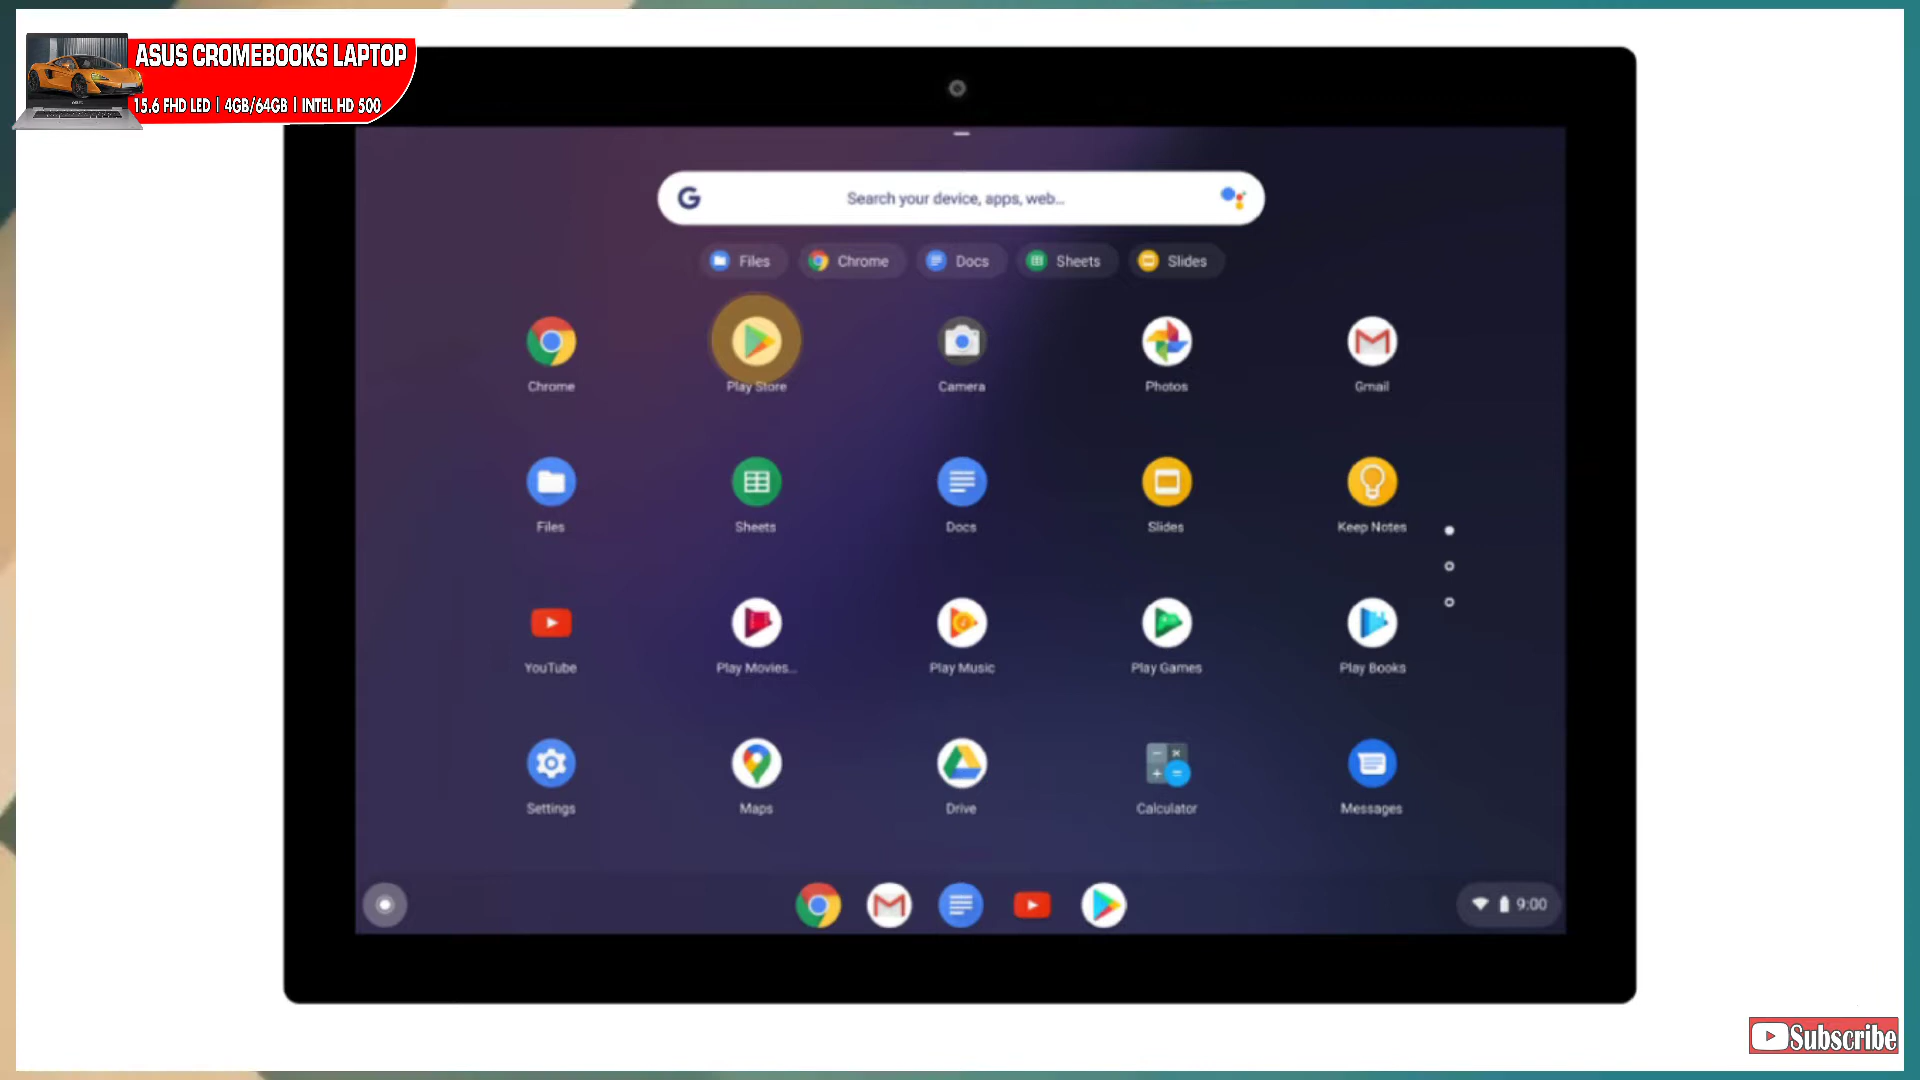 ASUS CROMEBOOKS LAPTOP
15.6 FHD LED | 4GB/64GB | INTEL HD 500
G Search your device, apps, web...
Files Chrome Docs Sheets Slides
Chrome Play Store Camera Photos Gmail
Files Sheets Docs Slides Keep Notes
YouTube Play Movies... Play Music Play Games Play Books
Settings Maps Drive Calculator Messages
9:00
Subscribe